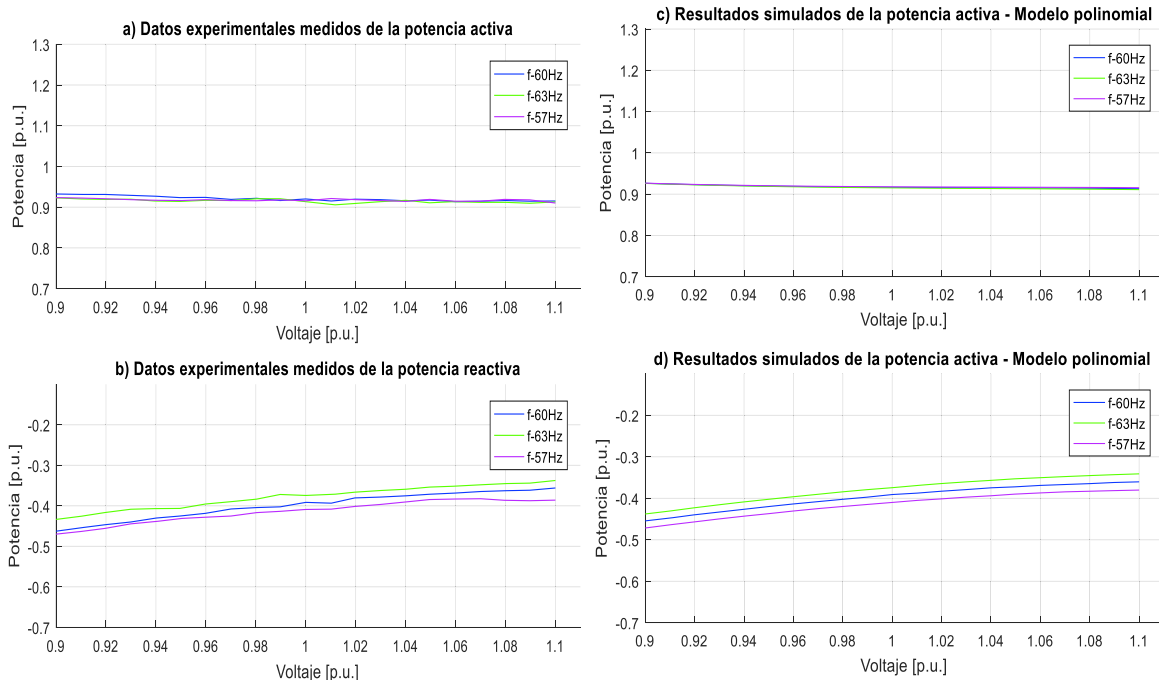 a) Datos experimentales medidos de la potencia activa
1.3
1.2
1.1
1
0.9
0.8
0.7
Potencia [p.u.]
f-60Hz
f-63Hz
f-57Hz
0.9 0.92 0.94 0.96 0.98 1 1.02 1.04 1.06 1.08 1.1
Voltaje [p.u.]
c) Resultados simulados de la potencia activa - Modelo polinomial
1.3
1.2
1.1
1
0.9
0.8
0.7
Potencia [p.u.]
f-60Hz
f-63Hz
f-57Hz
0.9 0.92 0.94 0.96 0.98 1 1.02 1.04 1.06 1.08 1.1
Voltaje [p.u.]
b) Datos experimentales medidos de la potencia reactiva
-0.2
-0.3
-0.4
-0.5
-0.6
-0.7
Potencia [p.u.]
f-60Hz
f-63Hz
f-57Hz
0.9 0.92 0.94 0.96 0.98 1 1.02 1.04 1.06 1.08 1.1
Voltaje [p.u.]
d) Resultados simulados de la potencia activa - Modelo polinomial
-0.2
-0.3
-0.4
-0.5
-0.6
-0.7
Potencia [p.u.]
f-60Hz
f-63Hz
f-57Hz
0.9 0.92 0.94 0.96 0.98 1 1.02 1.04 1.06 1.08 1.1
Voltaje [p.u.]